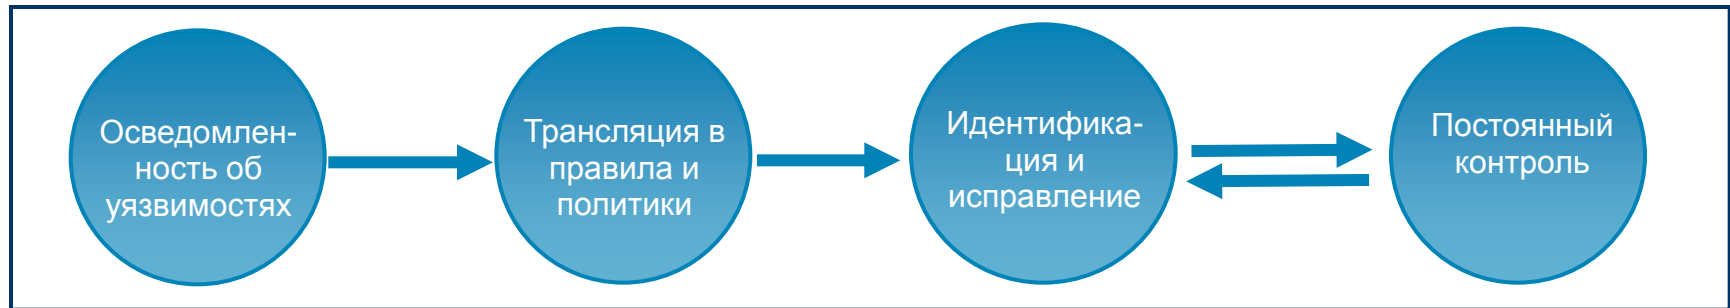 Осведомлен-
ность об
уязвимостях
Трансляция в
правила и
политики
Идентифика-
ция и
исправление
Постоянный
контроль